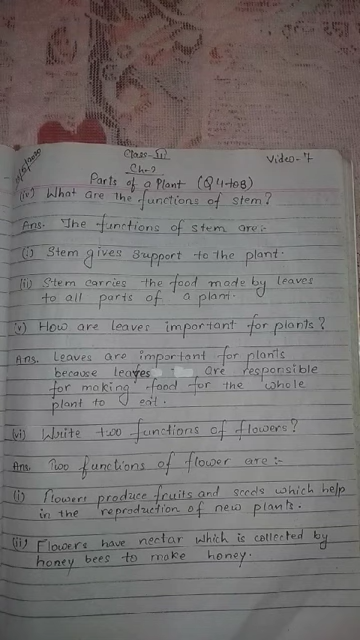 Class-III
Video-7
Ch-2
Parts of a Plant (Q 4 to 8)
(iv) What are the functions of stem?
Ans. The functions of stem are:-
(i) Stem gives support to the plant.
(ii) Stem carries the food made by leaves
to all parts of a plant.
(v) How are leaves important for plants?
Ans. Leaves are important for plants
because leaves are responsible
for making food for the whole
plant to eat.
(vi) Write two functions of flowers?
Ans Two functions of flower are:-
(i) Flowers produce fruits and seeds which help
in the reproduction of new plants.
(ii) Flowers have nectar which is collected by
honey bees to make honey.